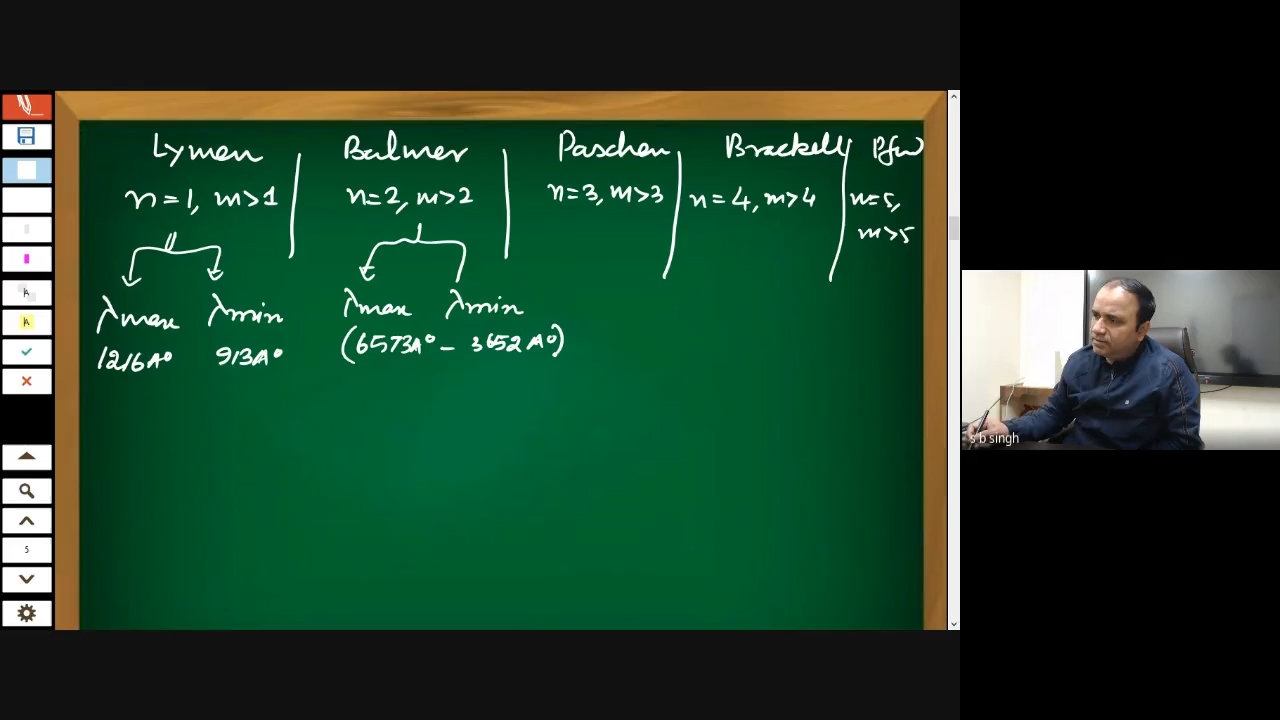 Lymen Balmer Paschen Brackell Pfu
n=1, m>1 n=2, m>2 n=3, m>3 n=4, m>4 n=5,
m>5
λmax λmin λmax λmin
1216A° 913A° (6573A° - 3652A°)
s b singh
5